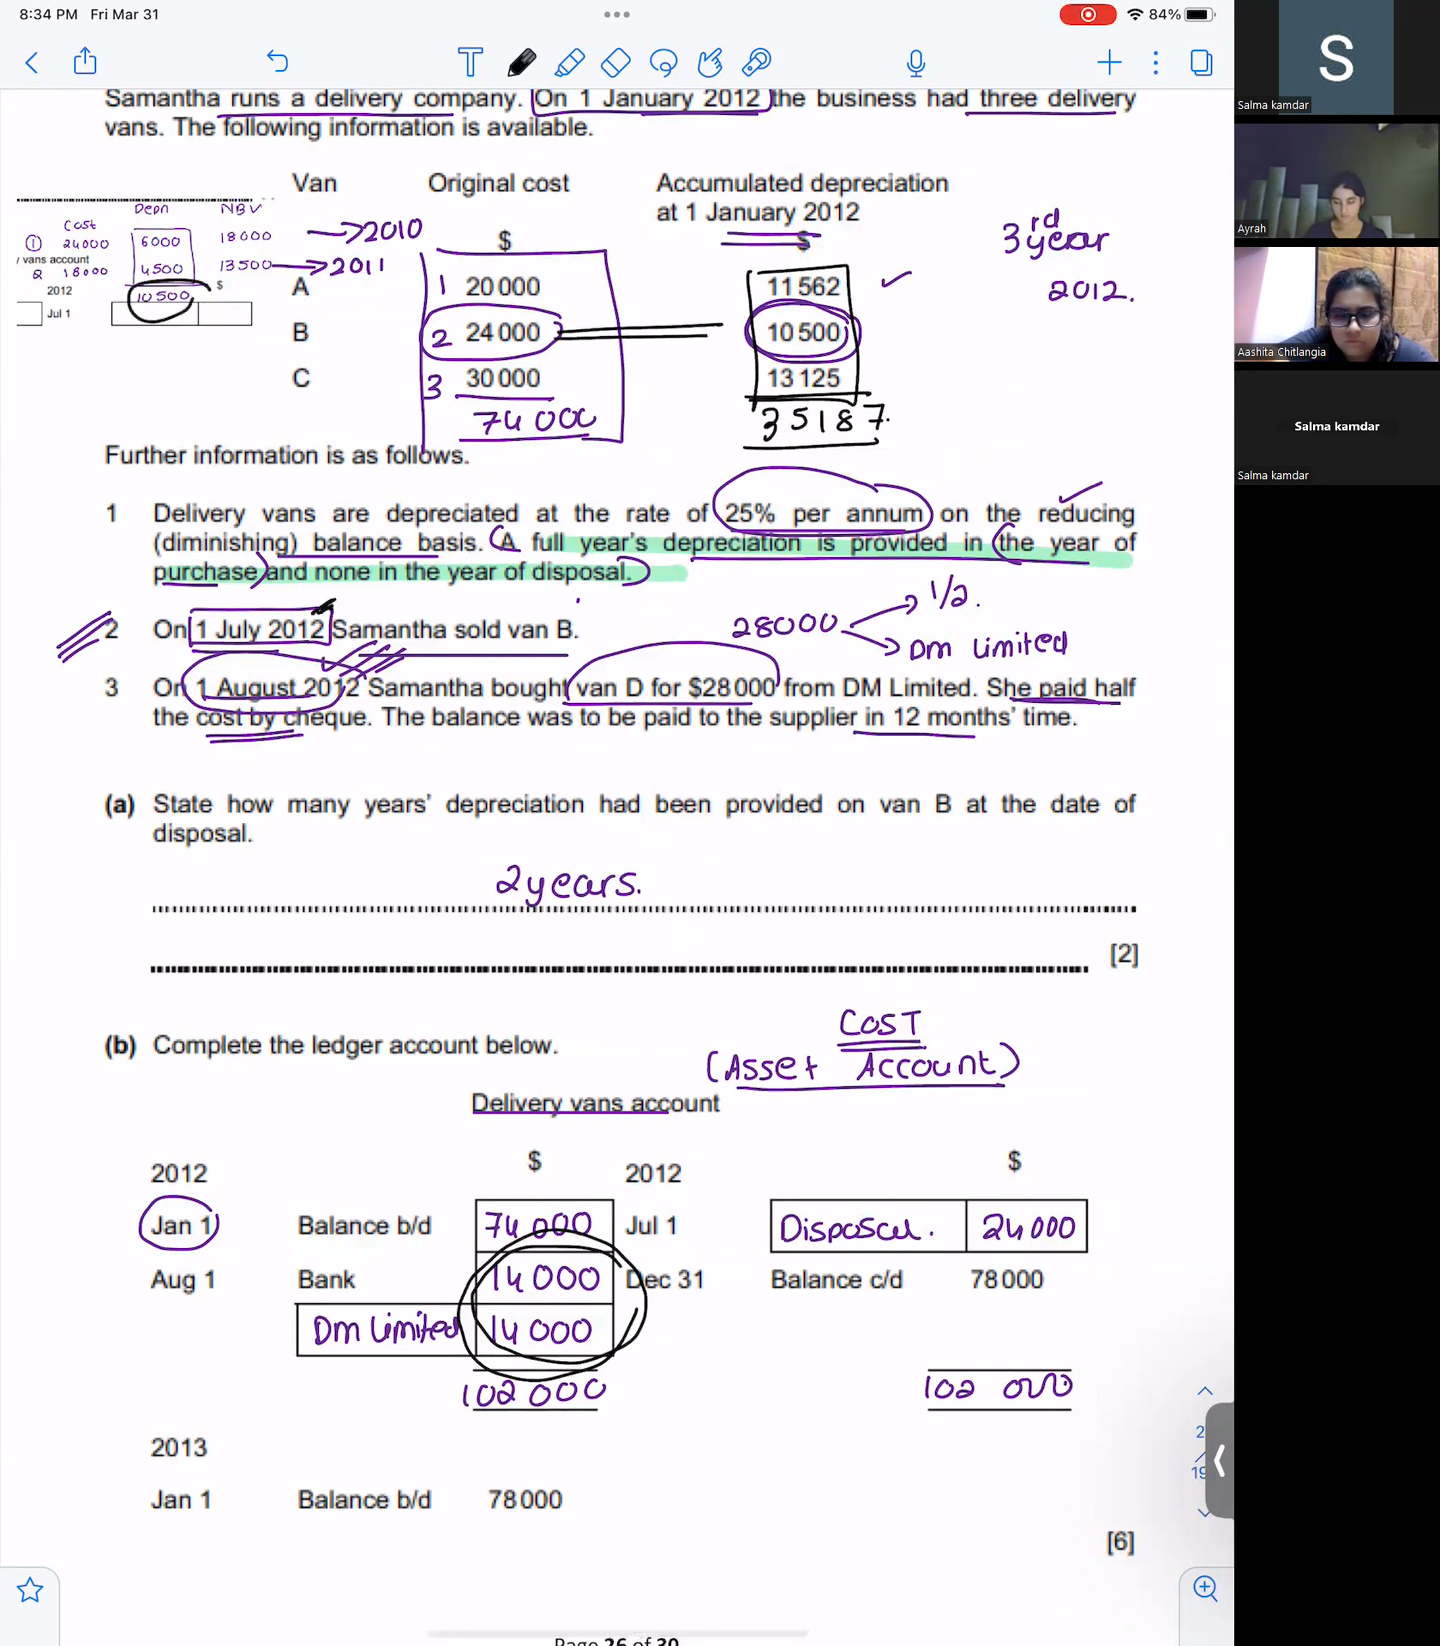 8:34 PM Fri Mar 31
84%
S
Salma kamdar
Ayrah
Aashita Chitlangia
Salma kamdar
Salma kamdar
Samantha runs a delivery company. On 1 January 2012 the business had three delivery
vans. The following information is available.
Van Original cost Accumulated depreciation
at 1 January 2012
$ $
A 1 20 000 11 562
B 2 24 000 10 500
C 3 30 000 13 125
74 000 35187.
Depn NBV
Cost
① 24000 6000 18000 → 2010
vans account
2 18000 4500 13500 → 2011
2012 10500 $
Jul 1
3rd year
2012.
Further information is as follows.
1 Delivery vans are depreciated at the rate of 25% per annum on the reducing
(diminishing) balance basis. (A full year's depreciation is provided in (the year of
purchase) and none in the year of disposal.)
2 On 1 July 2012 Samantha sold van B.
28000 → 1/2.
→ Dm Limited
3 On 1 August 2012 Samantha bought van D for $28 000 from DM Limited. She paid half
the cost by cheque. The balance was to be paid to the supplier in 12 months' time.
(a) State how many years' depreciation had been provided on van B at the date of
disposal.
2 years.
[2]
(b) Complete the ledger account below.
COST
(Asset Account)
Delivery vans account
2012 $ 2012 $
Jan 1 Balance b/d 74 000 Jul 1 Disposal. 24000
Aug 1 Bank 14 000 Dec 31 Balance c/d 78 000
Dm Limited 14 000
102 000 102 000
2013
Jan 1 Balance b/d 78 000
[6]
2
19
Page 26 of 30